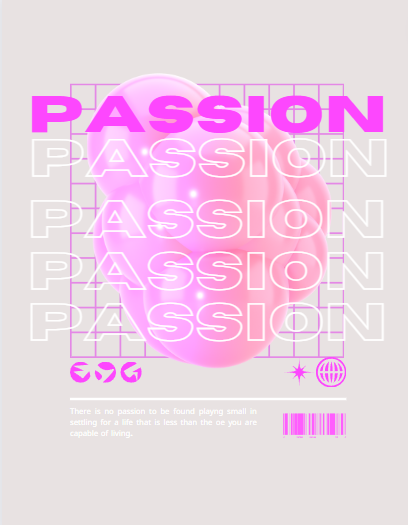 PASSION
PASSION
PASSION
PASSION
PASSION
There is no passion to be found playng small in
settling for a life that is less than the oe you are
capable of living.